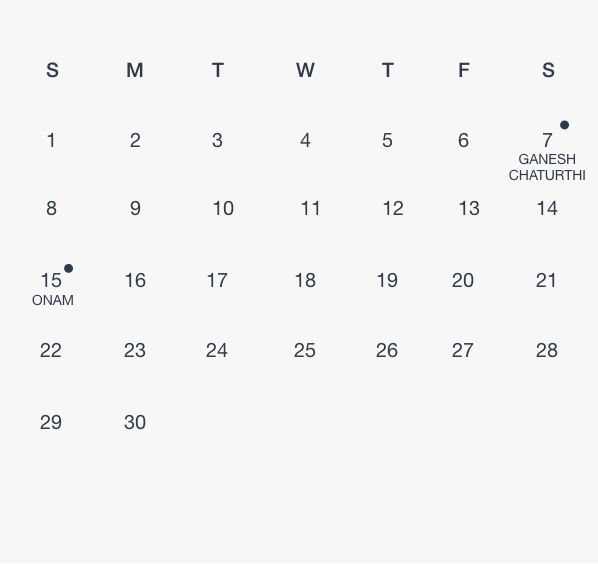 S M T W T F S
1 2 3 4 5 6 7
GANESH
CHATURTHI
8 9 10 11 12 13 14
15 16 17 18 19 20 21
ONAM
22 23 24 25 26 27 28
29 30